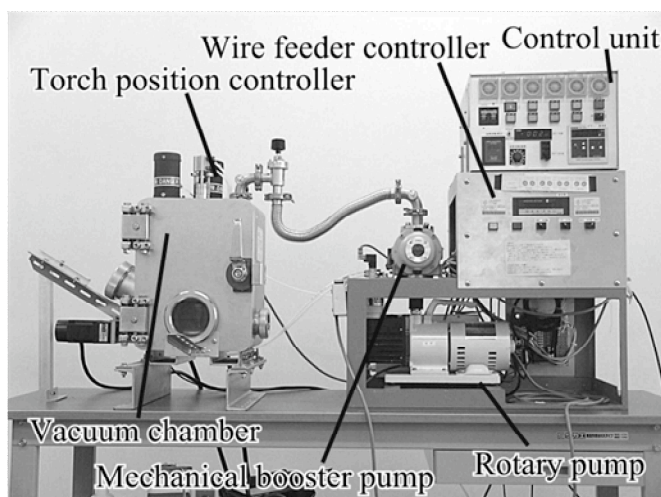 Wire feeder controller
Control unit
Torch position controller
Vacuum chamber
Mechanical booster pump
Rotary pump